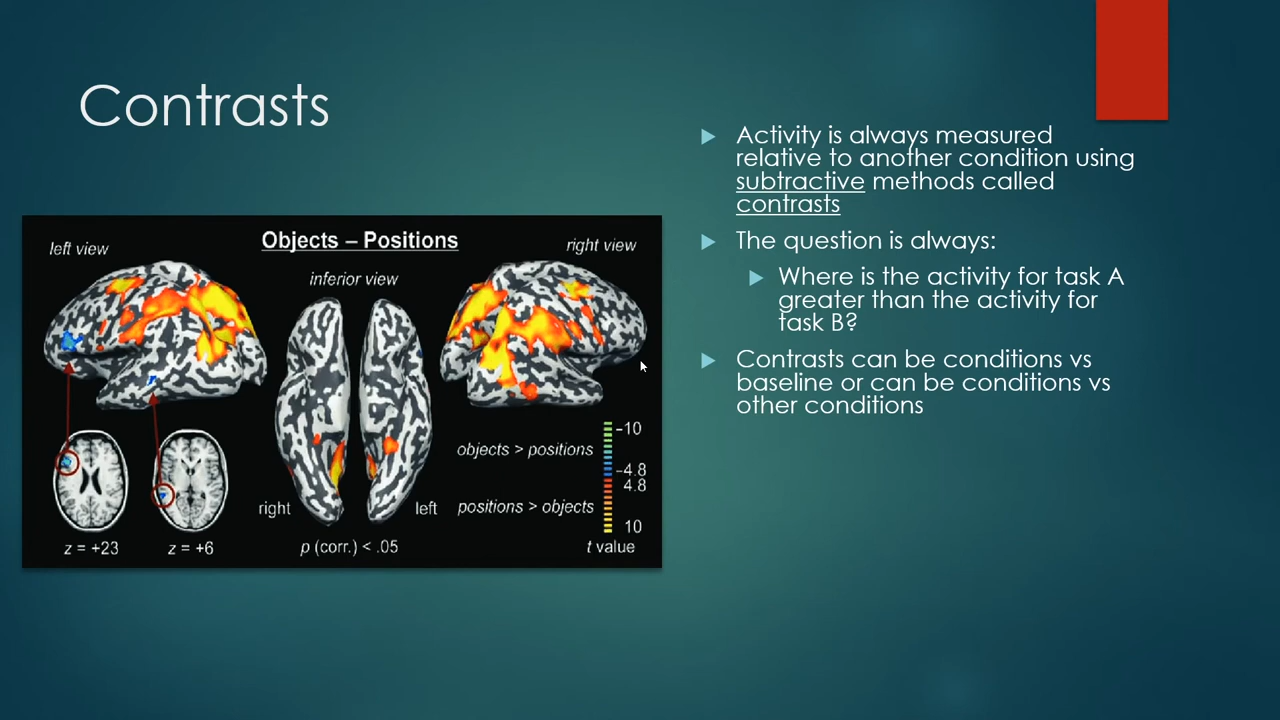 Contrasts
left view
Objects – Positions
right view
inferior view
objects > positions
positions > objects
–10
–4.8
4.8
10
t value
right
left
z = +23
z = +6
p (corr.) < .05
Activity is always measured
relative to another condition using
subtractive methods called
contrasts
The question is always:
Where is the activity for task A
greater than the activity for
task B?
Contrasts can be conditions vs
baseline or can be conditions vs
other conditions